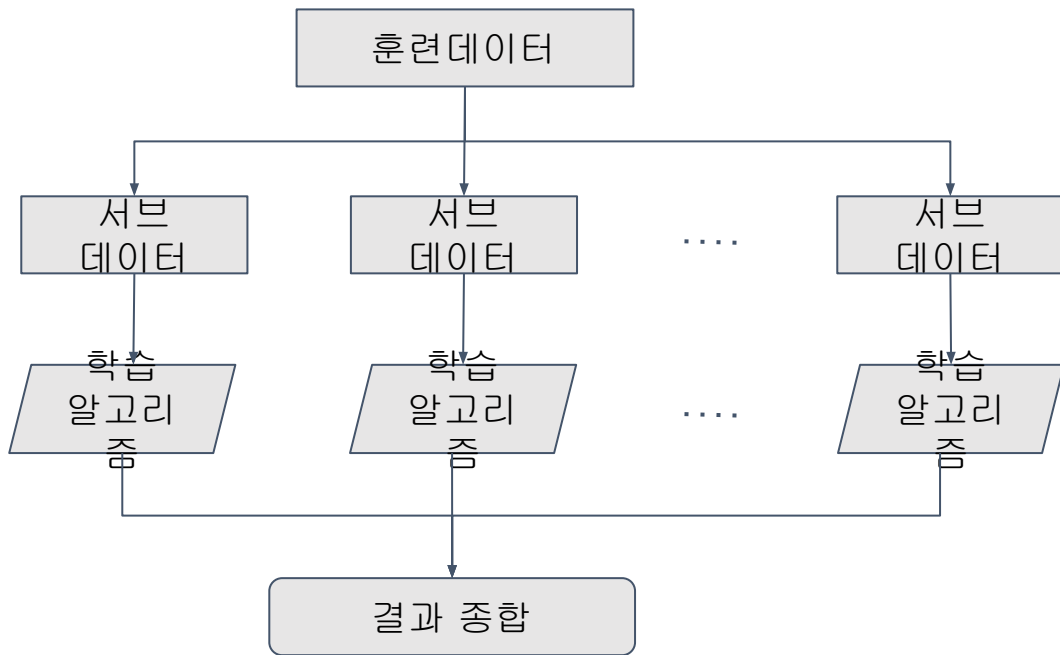 훈련데이터
서브
데이터
서브
데이터
....
서브
데이터
학습
알고리
즘
학습
알고리
즘
....
학습
알고리
즘
결과 종합